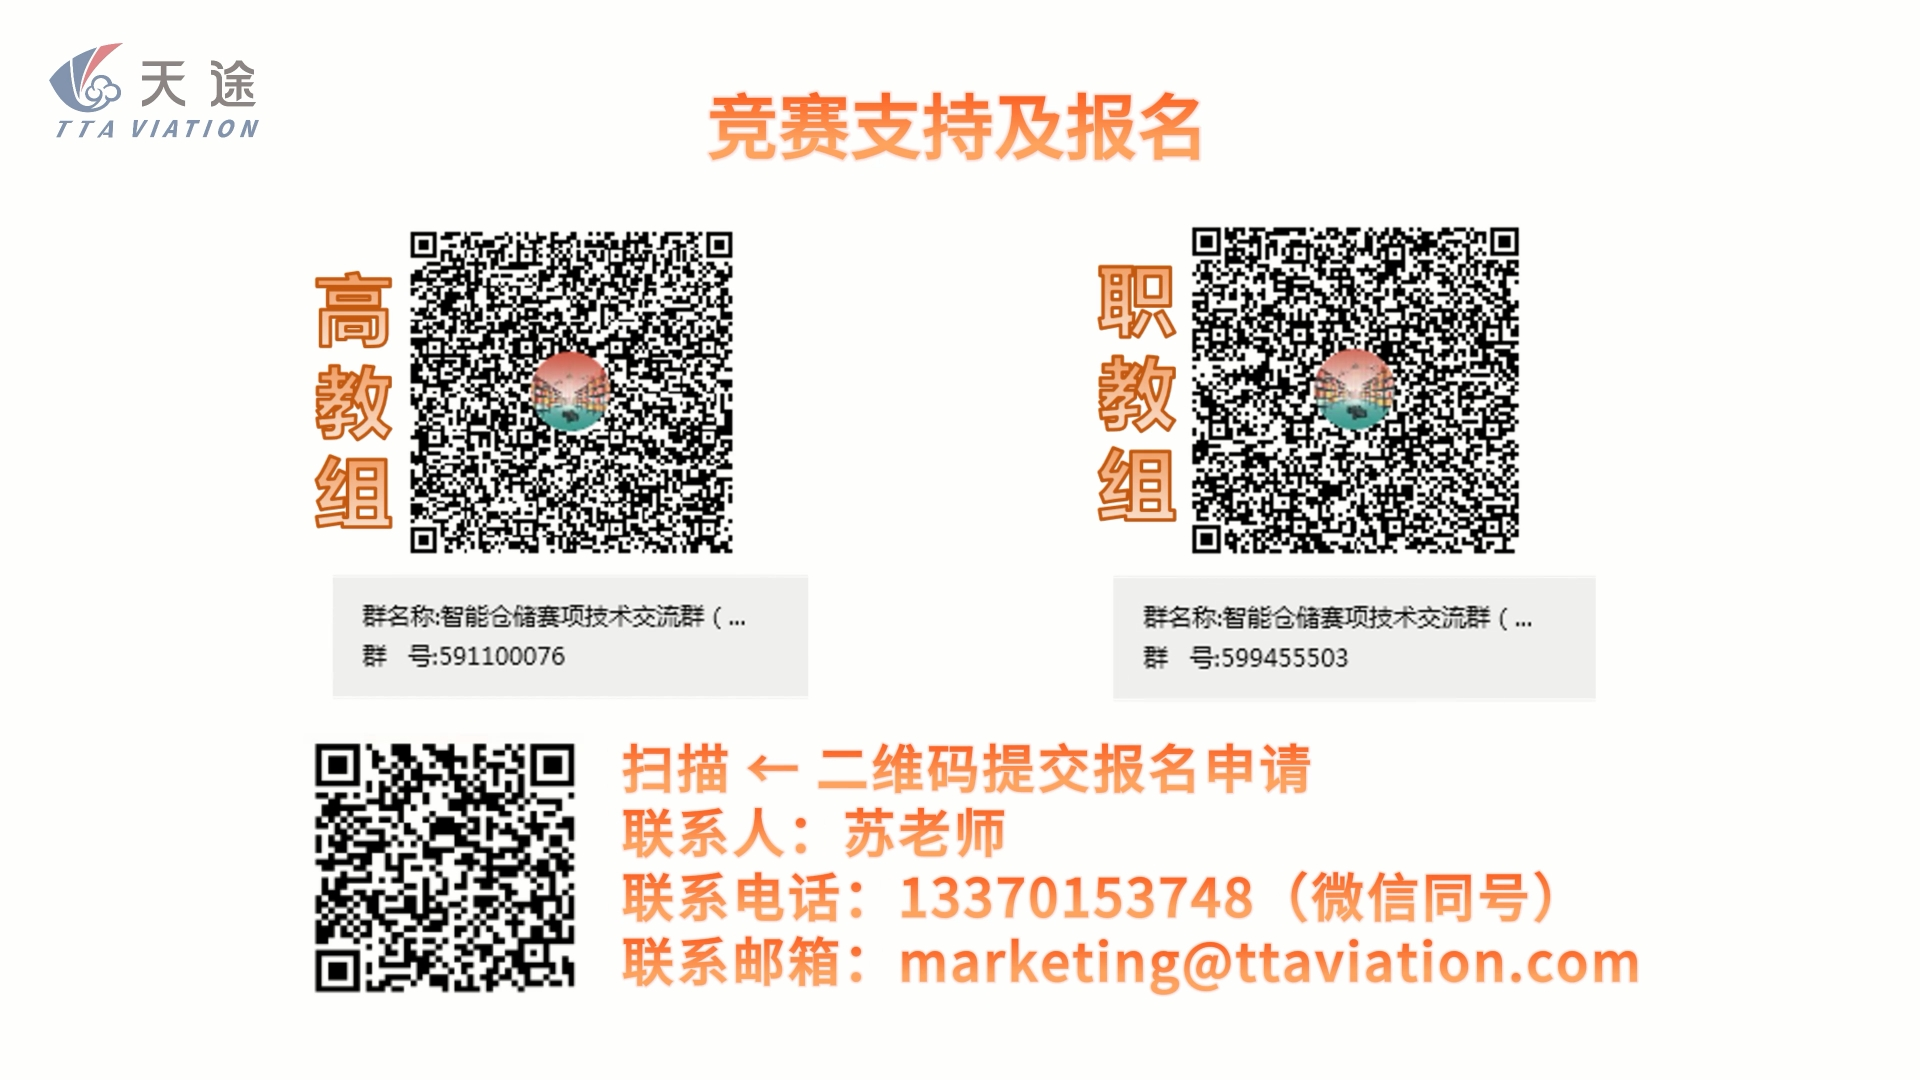 天途
TTA VIATION
竞赛支持及报名
高教组
群名称:智能仓储赛项技术交流群（...
群 号:591100076
职教组
群名称:智能仓储赛项技术交流群（...
群 号:599455503
扫描 ← 二维码提交报名申请
联系人：苏老师
联系电话：13370153748（微信同号）
联系邮箱：marketing@ttaviation.com